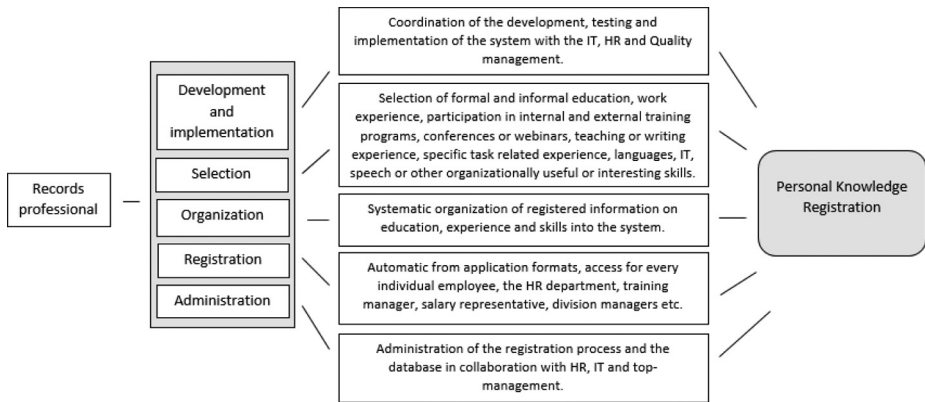 Records
professional
Development
and
implementation
Selection
Organization
Registration
Administration
Coordination of the development, testing and
implementation of the system with the IT, HR and Quality
management.
Selection of formal and informal education, work
experience, participation in internal and external training
programs, conferences or webinars, teaching or writing
experience, specific task related experience, languages, IT,
speech or other organizationally useful or interesting skills.
Systematic organization of registered information on
education, experience and skills into the system.
Automatic from application formats, access for every
individual employee, the HR department, training
manager, salary representative, division managers etc.
Administration of the registration process and the
database in collaboration with HR, IT and top-
management.
Personal Knowledge
Registration